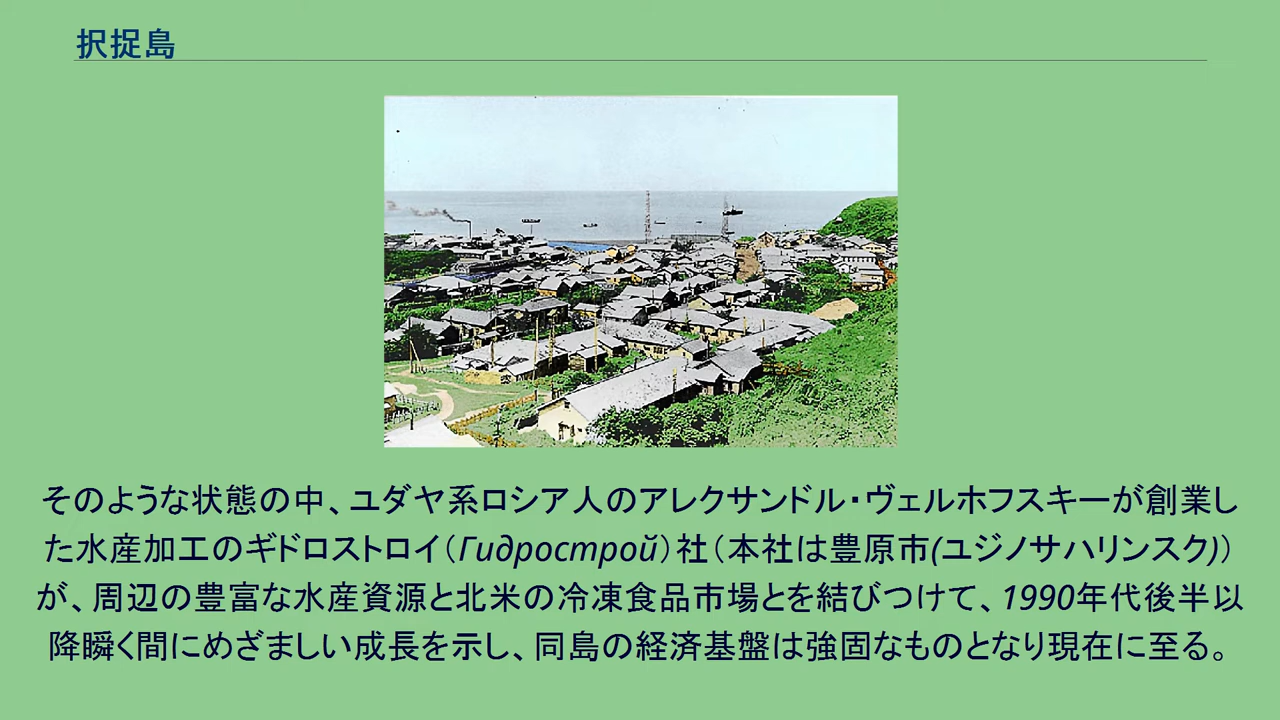 択捉島
そのような状態の中、ユダヤ系ロシア人のアレクサンドル・ヴェルホフスキーが創業し
た水産加工のギドロストロイ（Гидрострой）社（本社は豊原市(ユジノサハリンスク)）
が、周辺の豊富な水産資源と北米の冷凍食品市場とを結びつけて、1990年代後半以
降瞬く間にめざましい成長を示し、同島の経済基盤は強固なものとなり現在に至る。